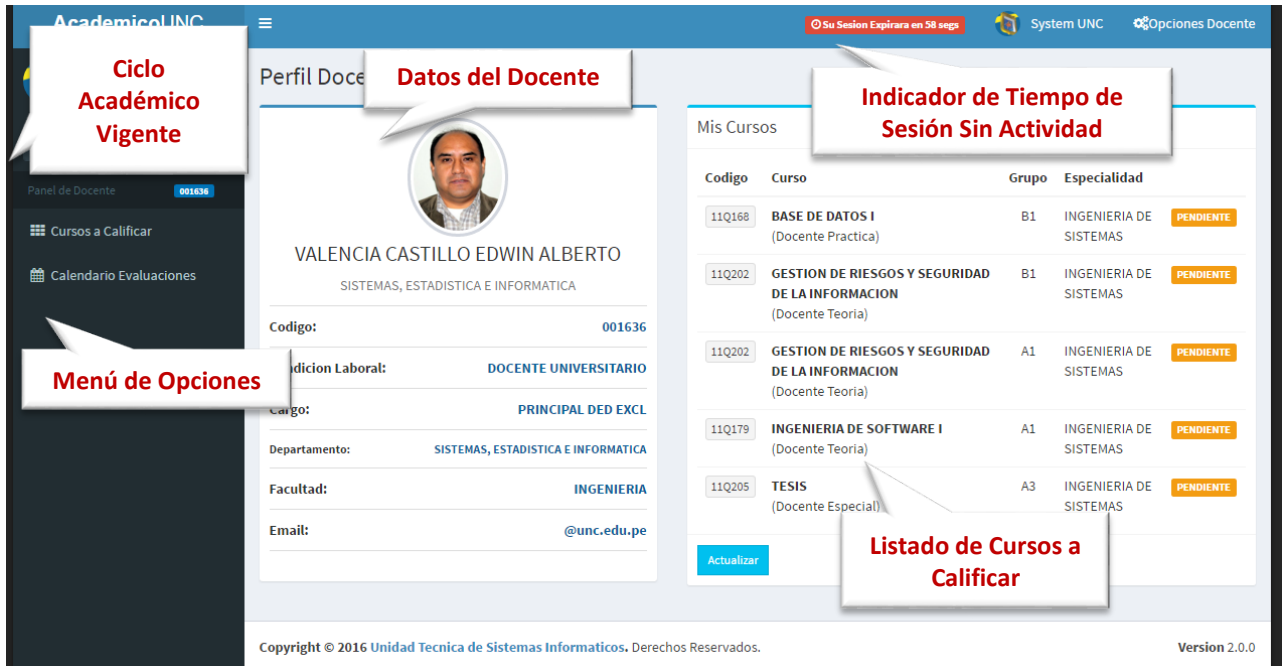 AcademicoUNC
Su Sesion Expirara en 58 segs
System UNC
Opciones Docente
Ciclo
Académico
Vigente
Perfil Doce
Datos del Docente
Indicador de Tiempo de
Sesión Sin Actividad
Panel de Docente
001636
Cursos a Calificar
Calendario Evaluaciones
Menú de Opciones
VALENCIA CASTILLO EDWIN ALBERTO
SISTEMAS, ESTADISTICA E INFORMATICA
Codigo: 001636
dicion Laboral: DOCENTE UNIVERSITARIO
Cargo: PRINCIPAL DED EXCL
Departamento: SISTEMAS, ESTADISTICA E INFORMATICA
Facultad: INGENIERIA
Email: @unc.edu.pe
Mis Cursos
Codigo Curso Grupo Especialidad
11Q168 BASE DE DATOS I B1 INGENIERIA DE PENDIENTE
(Docente Practica) SISTEMAS
11Q202 GESTION DE RIESGOS Y SEGURIDAD B1 INGENIERIA DE PENDIENTE
DE LA INFORMACION SISTEMAS
(Docente Teoria)
11Q202 GESTION DE RIESGOS Y SEGURIDAD A1 INGENIERIA DE PENDIENTE
DE LA INFORMACION SISTEMAS
(Docente Teoria)
11Q179 INGENIERIA DE SOFTWARE I A1 INGENIERIA DE PENDIENTE
(Docente Teoria) SISTEMAS
11Q205 TESIS A3 INGENIERIA DE PENDIENTE
(Docente Especial) SISTEMAS
Listado de Cursos a
Calificar
Actualizar
Copyright © 2016 Unidad Tecnica de Sistemas Informaticos. Derechos Reservados.
Version 2.0.0